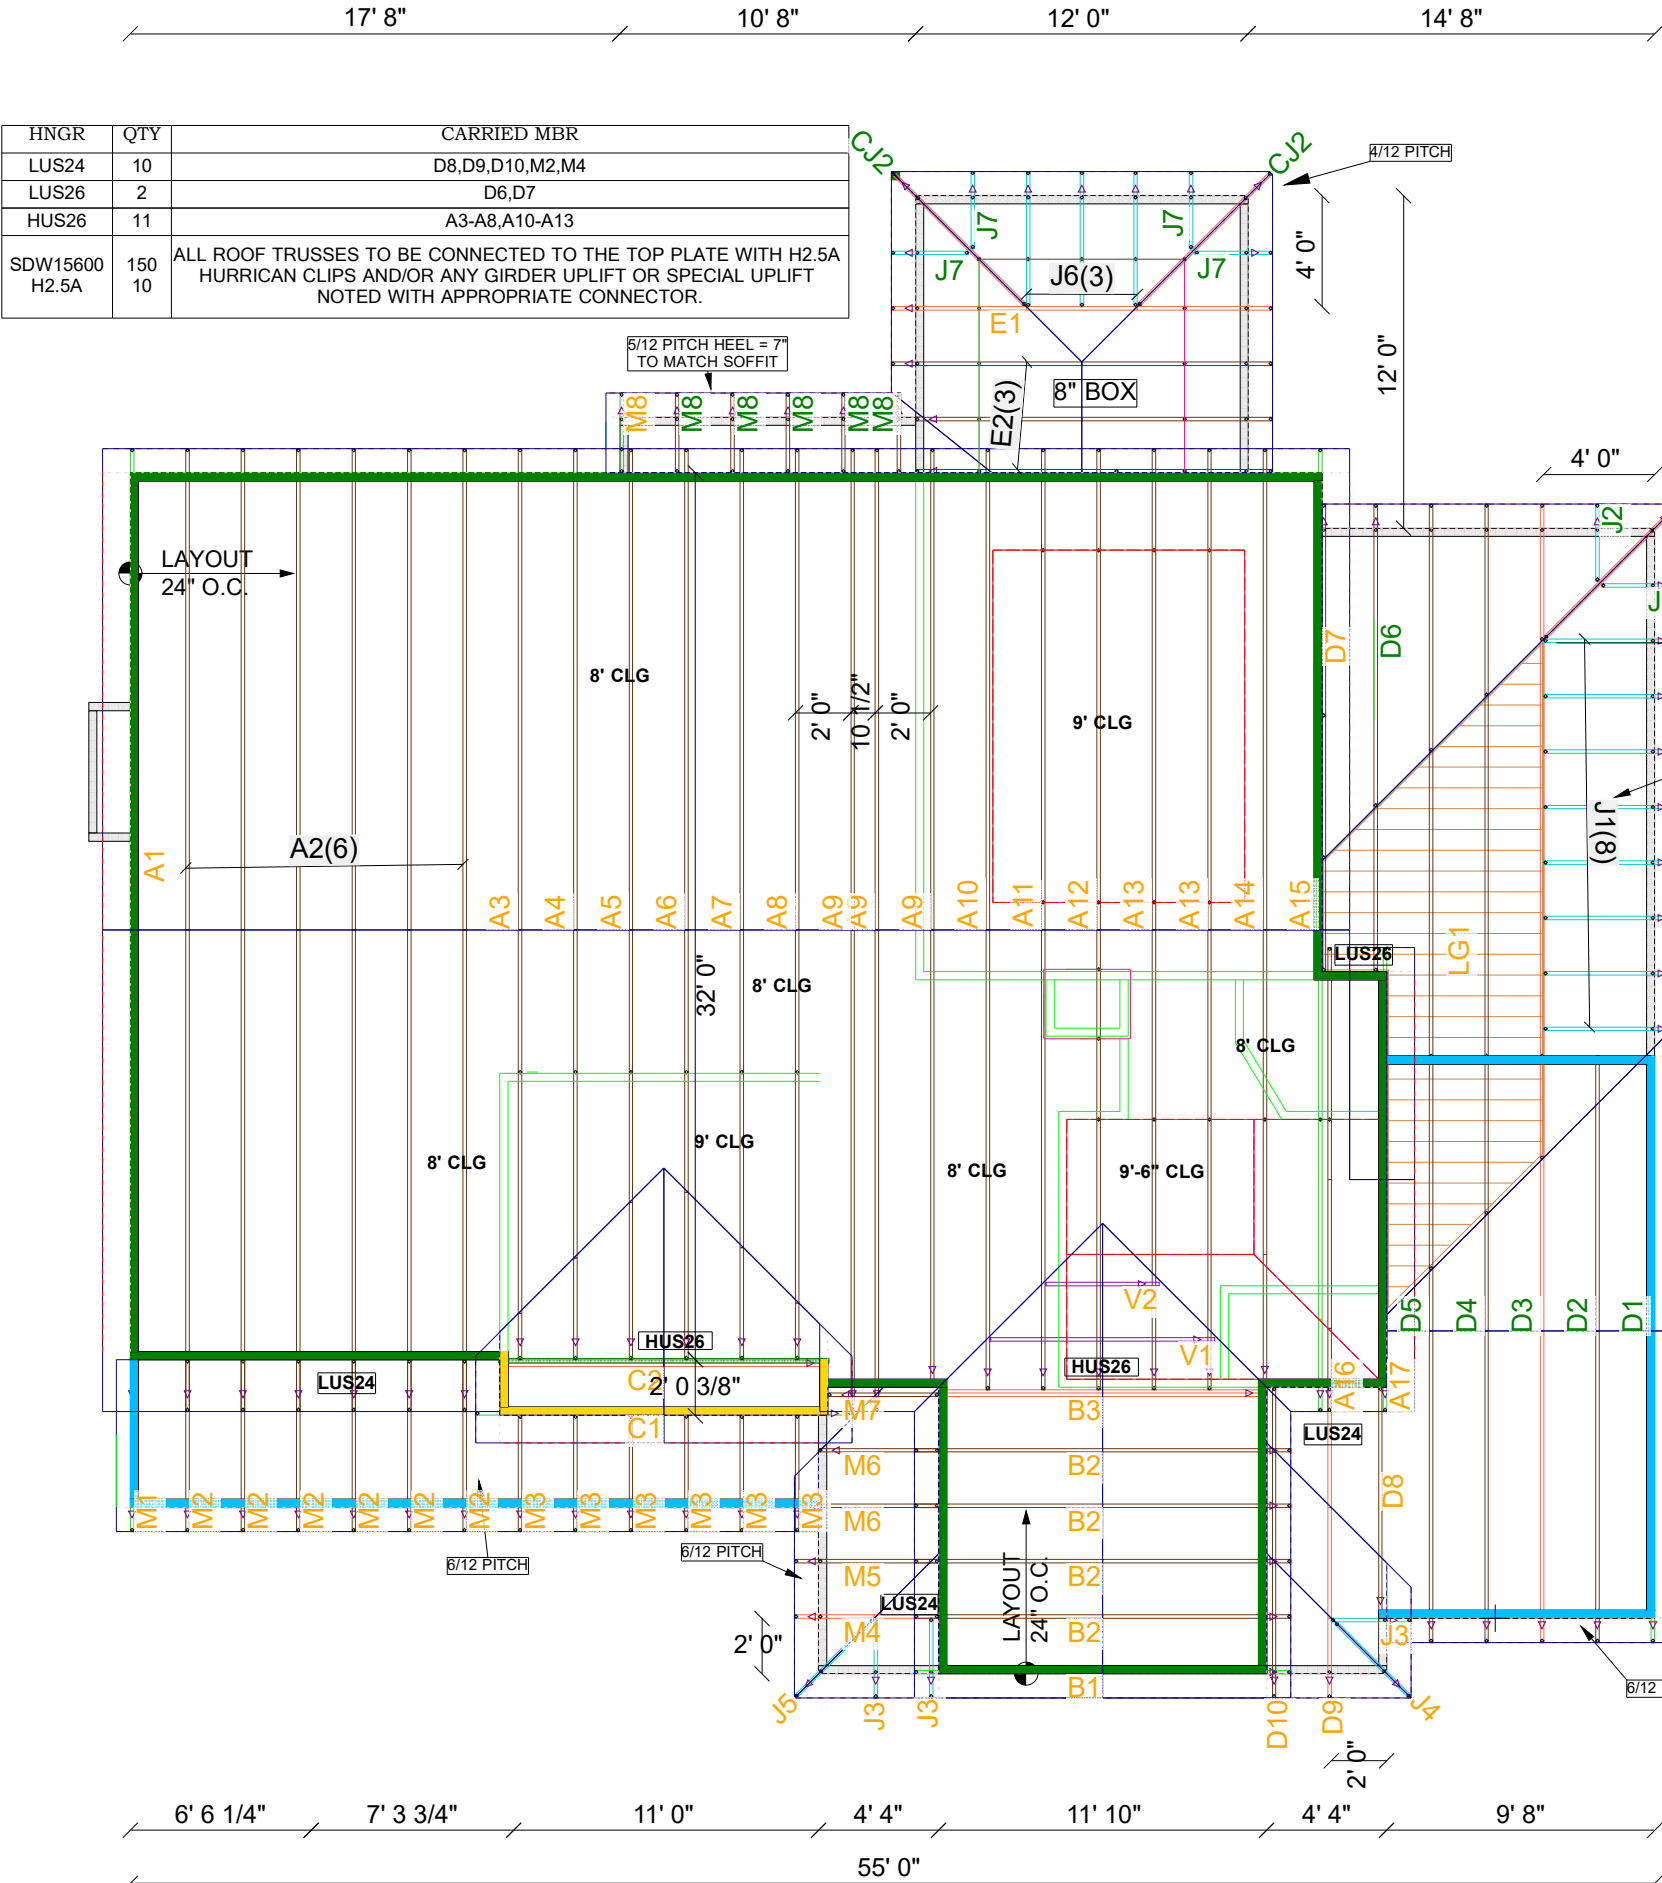 17' 8"
10' 8"
12' 0"
14' 8"
HNGR QTY CARRIED MBR
LUS24 10 D8,D9,D10,M2,M4
LUS26 2 D6,D7
HUS26 11 A3-A8,A10-A13
SDW15600 150 ALL ROOF TRUSSES TO BE CONNECTED TO THE TOP PLATE WITH H2.5A
H2.5A 10 HURRICAN CLIPS AND/OR ANY GIRDER UPLIFT OR SPECIAL UPLIFT
NOTED WITH APPROPRIATE CONNECTOR.
CJ2
CJ2
4/12 PITCH
J7
J7
J7
J7
J6(3)
4' 0"
E1
5/12 PITCH HEEL = 7"
TO MATCH SOFFIT
8" BOX
E2(3)
12' 0"
M8
M8
M8
M8
M8
M8
4' 0"
J2
J
LAYOUT
24" O.C.
D7
D6
8' CLG
2' 0"
10 1/2"
2' 0"
9' CLG
A1
A2(6)
J1(8)
A3
A4
A5
A6
A7
A8
A9
A9
A9
A10
A11
A12
A13
A13
A14
A15
LUS26
LG1
32' 0"
8' CLG
8' CLG
9' CLG
8' CLG
8' CLG
9'-6" CLG
V2
V1
D5
D4
D3
D2
D1
HUS26
HUS26
LUS24
C2
2' 0 3/8"
C1
M7
B3
A16
A17
LUS24
M6
B2
D8
M1
M2
M2
M2
M2
M2
M2
M3
M3
M3
M3
M3
M3
M6
B2
6/12 PITCH
6/12 PITCH
M5
B2
LUS24
LAYOUT
24" O.C.
M4
B2
J3
2' 0"
B1
J5
J3
J3
D10
D9
J4
6/12
2' 0"
6' 6 1/4"
7' 3 3/4"
11' 0"
4' 4"
11' 10"
4' 4"
9' 8"
55' 0"